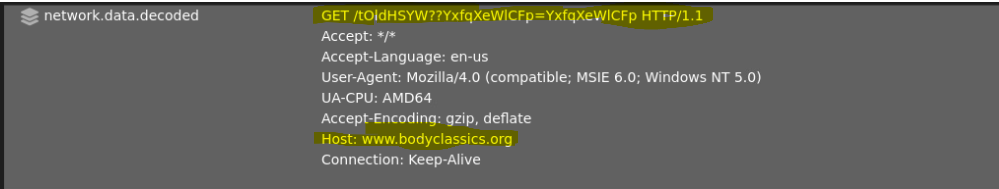 network.data.decoded
GET /tOidHSYW??YxfqXeWlCFp=YxfqXeWlCFp HTTP/1.1
Accept: */*
Accept-Language: en-us
User-Agent: Mozilla/4.0 (compatible; MSIE 6.0; Windows NT 5.0)
UA-CPU: AMD64
Accept-Encoding: gzip, deflate
Host: www.bodyclassics.org
Connection: Keep-Alive